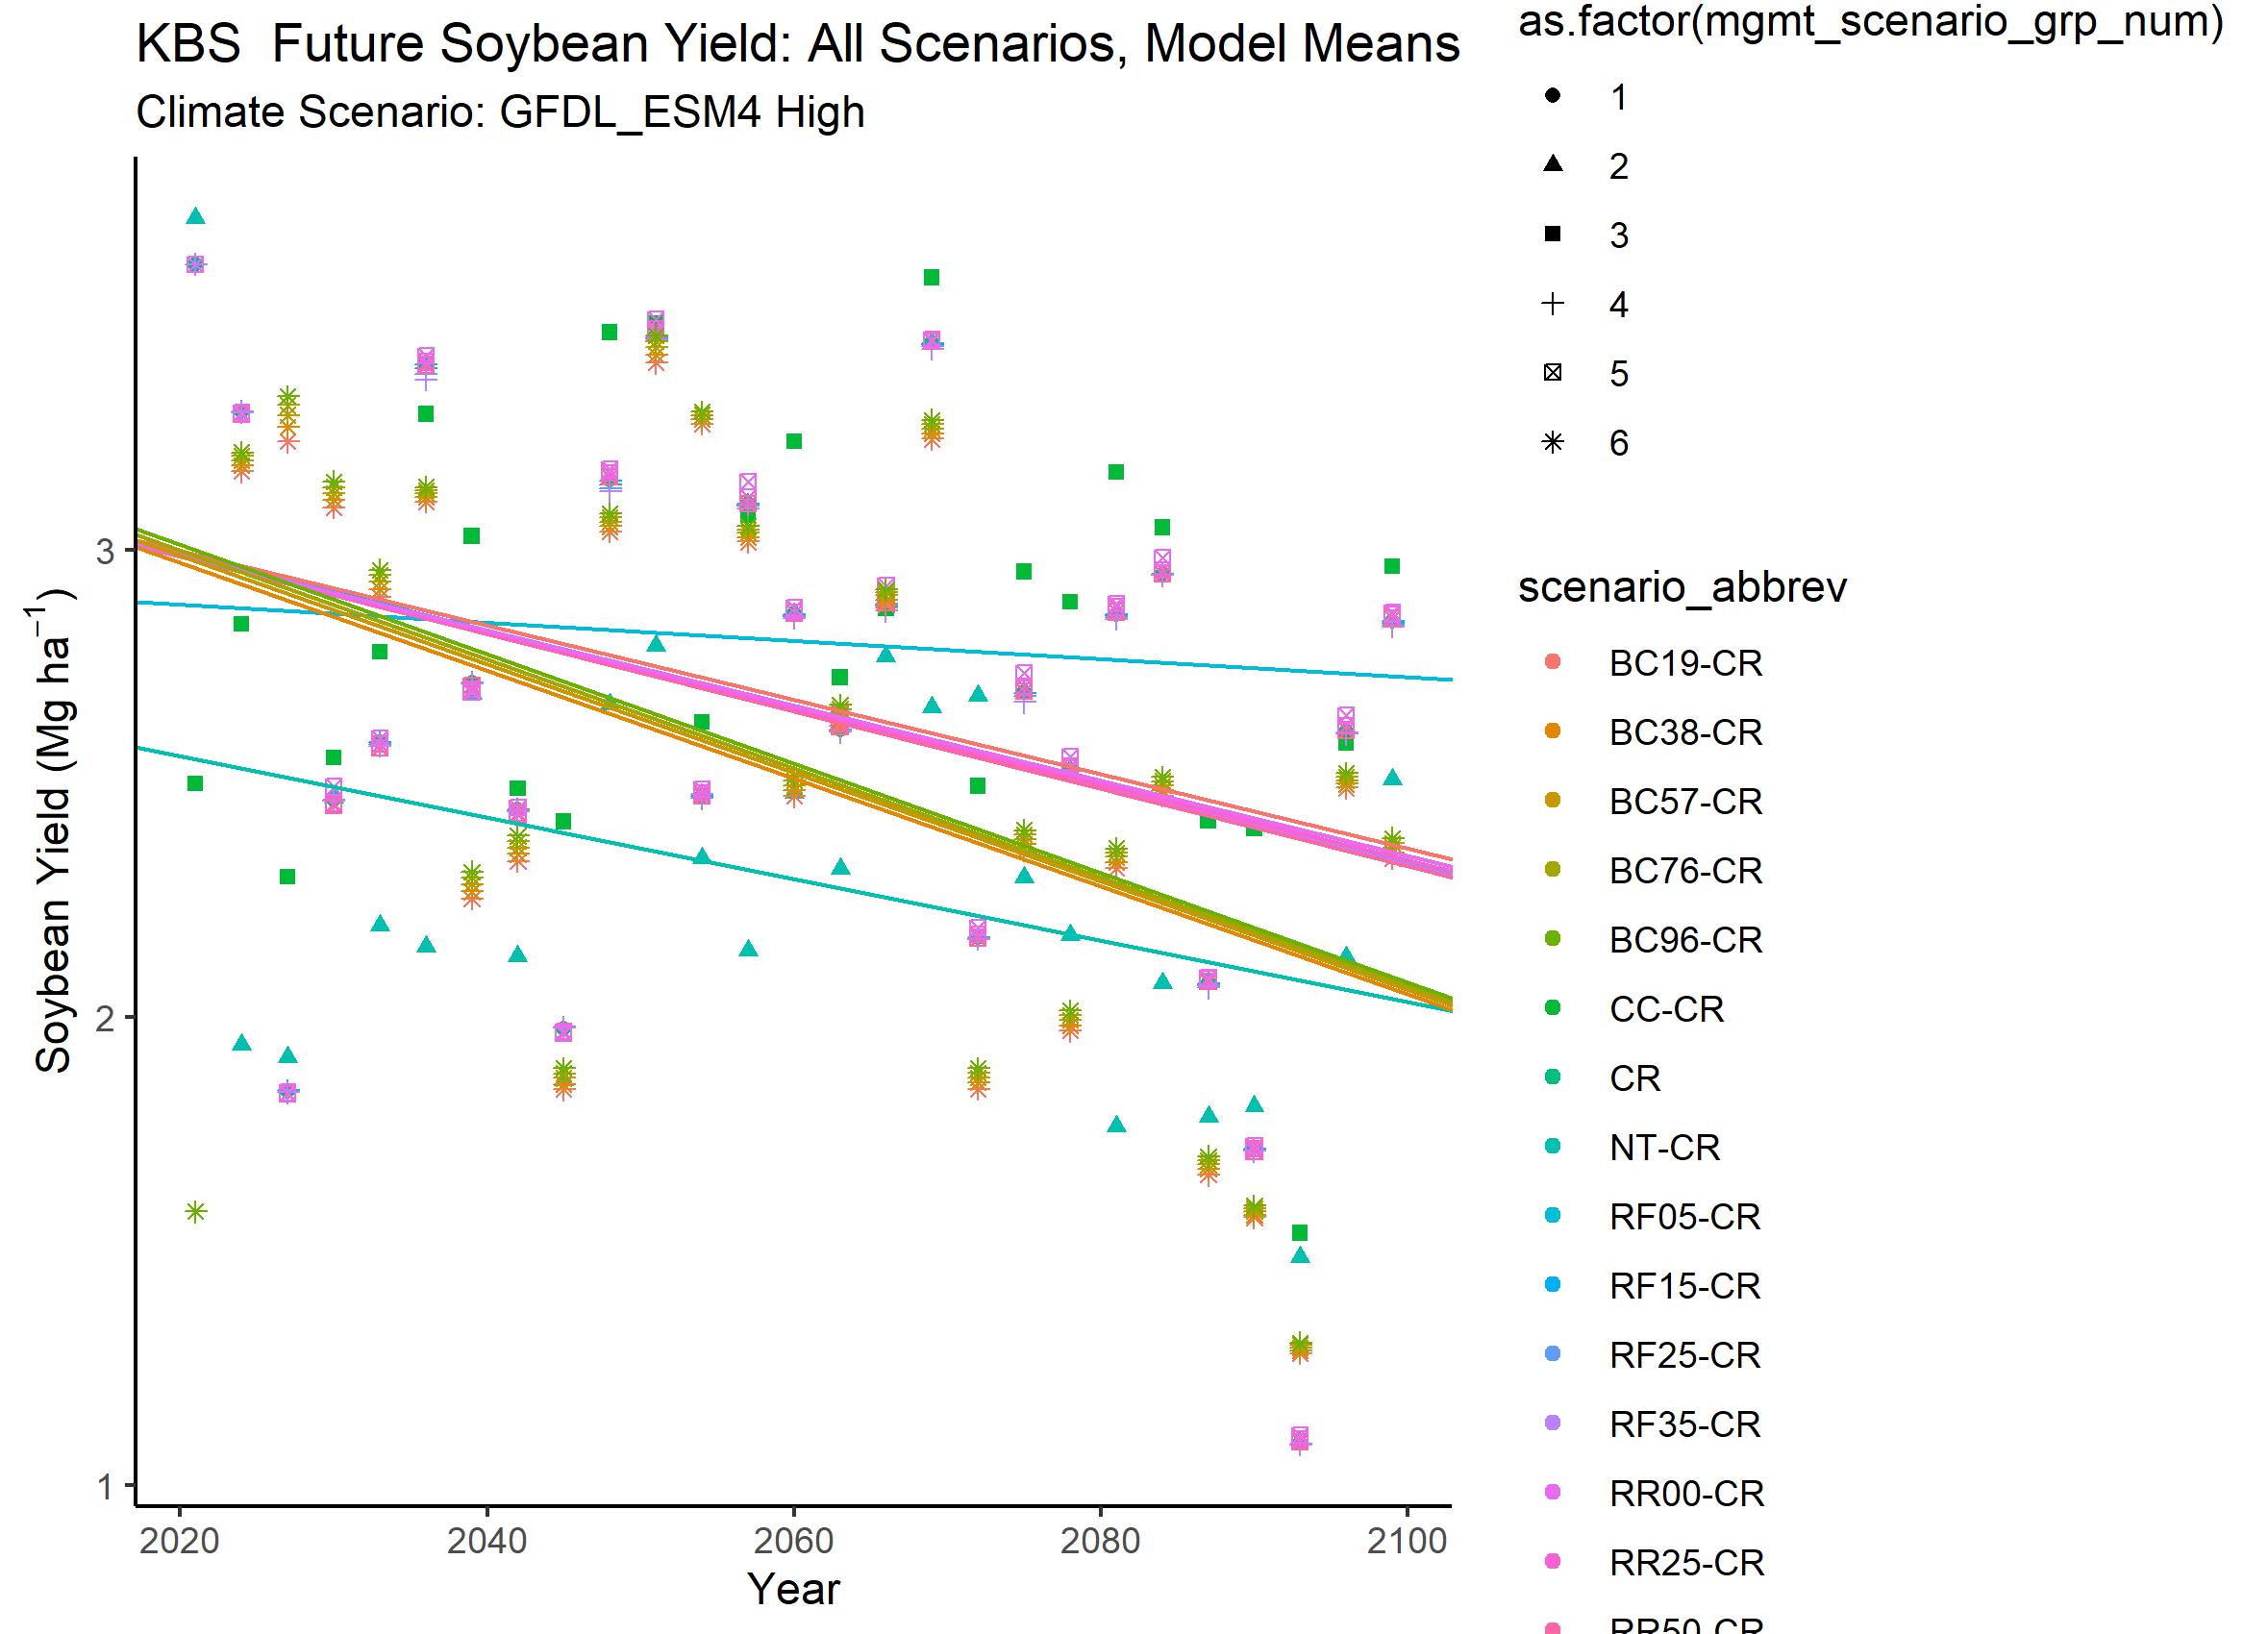 KBS  Future Soybean Yield: All Scenarios, Model Means
Climate Scenario: GFDL_ESM4 High
Soybean Yield (Mg ha⁻¹)
3
2
1
2020 2040 2060 2080 2100
Year
as.factor(mgmt_scenario_grp_num)
1
2
3
4
5
6
scenario_abbrev
BC19-CR
BC38-CR
BC57-CR
BC76-CR
BC96-CR
CC-CR
CR
NT-CR
RF05-CR
RF15-CR
RF25-CR
RF35-CR
RR00-CR
RR25-CR
RR50-CR